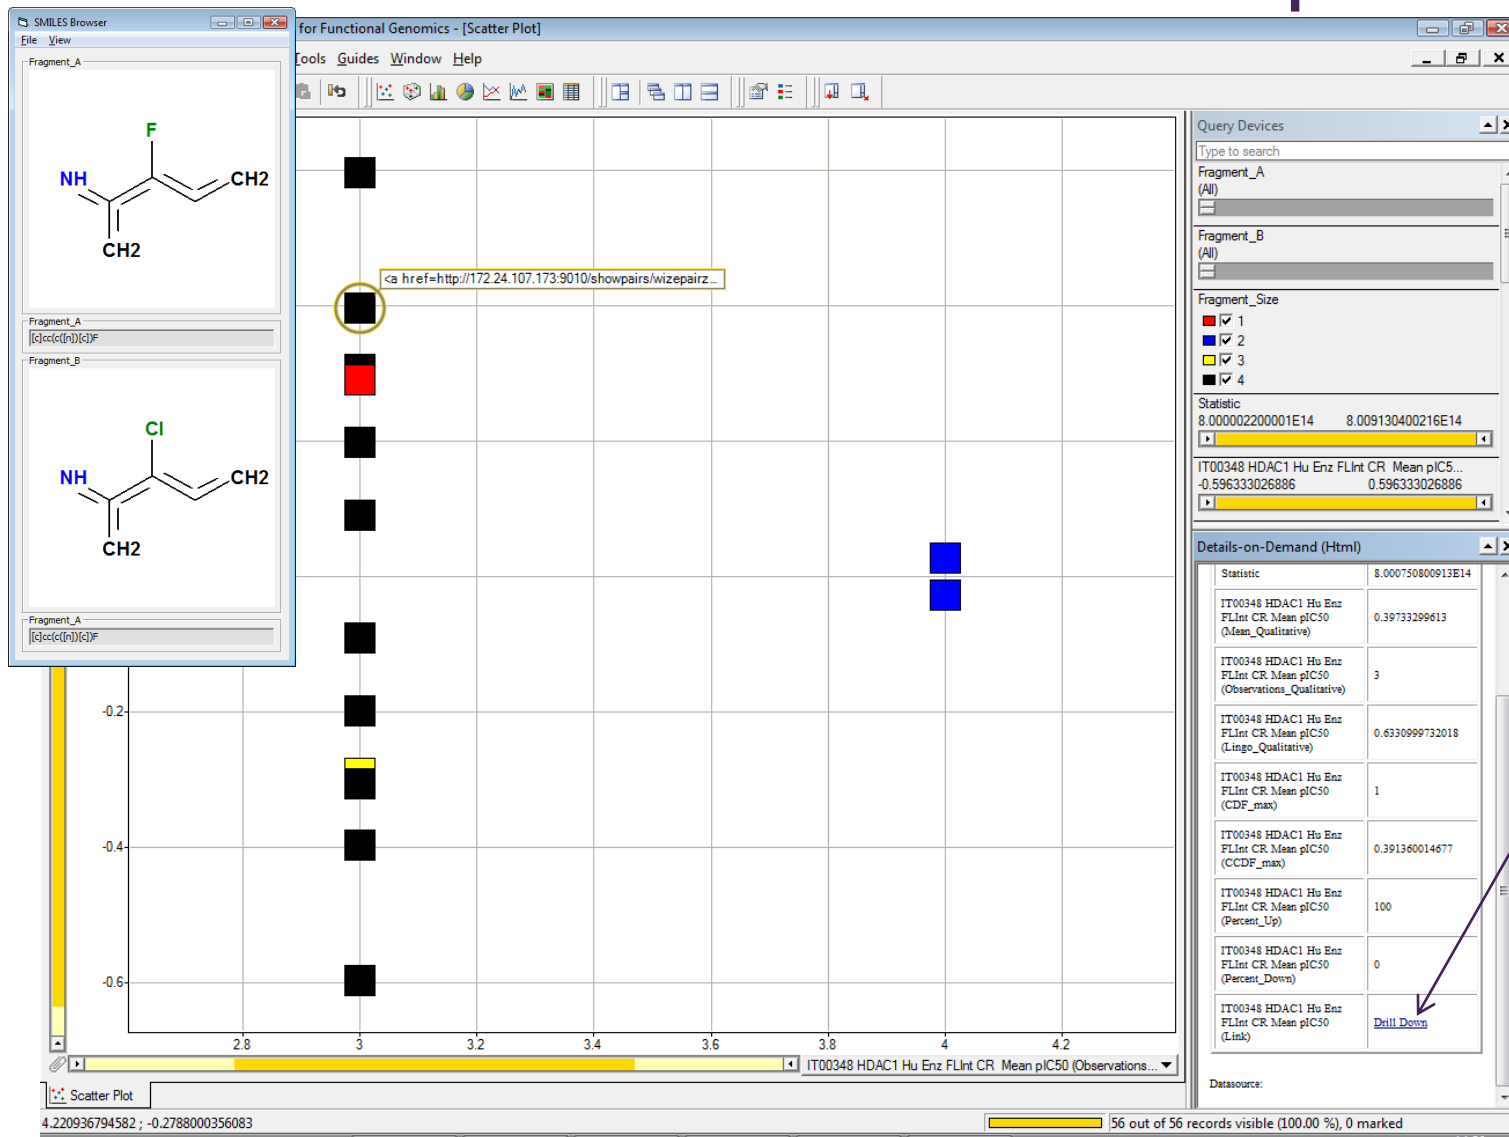 SMILES Browser
File View
Fragment_A
F
NH
CH2
CH2
Fragment_A
[c]cc(c([n])[c])F
Fragment_B
Cl
NH
CH2
CH2
Fragment_A
[c]cc(c([n])[c])F
for Functional Genomics - [Scatter Plot]
Tools Guides Window Help
<a href=http://172.24.107.173:9010/showpairs/wizepairz...
-0.2
-0.4
-0.6
2.8 3 3.2 3.4 3.6 3.8 4 4.2
IT00348 HDAC1 Hu Enz FLInt CR Mean pIC50 (Observations...
Scatter Plot
4.220936794582 ; -0.2788000356083
56 out of 56 records visible (100.00 %), 0 marked
Query Devices
Type to search
Fragment_A
(All)
Fragment_B
(All)
Fragment_Size
1
2
3
4
Statistic
8.000002200001E14 8.009130400216E14
IT00348 HDAC1 Hu Enz FLInt CR Mean pIC5...
-0.596333026886 0.596333026886
Details-on-Demand (Html)
Statistic 8.000750800913E14
IT00348 HDAC1 Hu Enz
FLInt CR Mean pIC50
(Mean_Qualitative)
0.39733299613
IT00348 HDAC1 Hu Enz
FLInt CR Mean pIC50
(Observations_Qualitative)
3
IT00348 HDAC1 Hu Enz
FLInt CR Mean pIC50
(Lingo_Qualitative)
0.6330999732018
IT00348 HDAC1 Hu Enz
FLInt CR Mean pIC50
(CDF_max)
1
IT00348 HDAC1 Hu Enz
FLInt CR Mean pIC50
(CCDF_max)
0.391360014677
IT00348 HDAC1 Hu Enz
FLInt CR Mean pIC50
(Percent_Up)
100
IT00348 HDAC1 Hu Enz
FLInt CR Mean pIC50
(Percent_Down)
0
IT00348 HDAC1 Hu Enz
FLInt CR Mean pIC50
(Link)
Drill Down
Datasource: